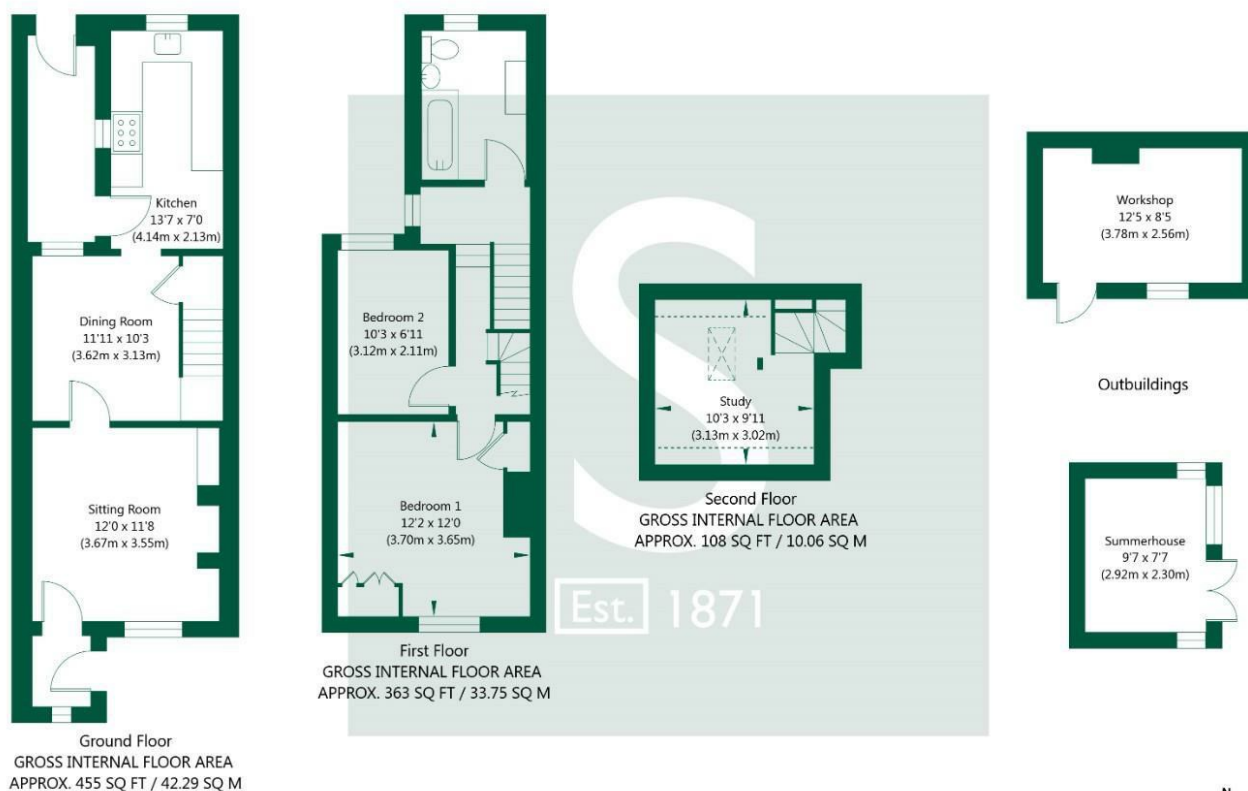 Kitchen
13'7 x 7'0
(4.14m x 2.13m)
Dining Room
11'11 x 10'3
(3.62m x 3.13m)
Sitting Room
12'0 x 11'8
(3.67m x 3.55m)
Ground Floor
GROSS INTERNAL FLOOR AREA
APPROX. 455 SQ FT / 42.29 SQ M
Bedroom 2
10'3 x 6'11
(3.12m x 2.11m)
Bedroom 1
12'2 x 12'0
(3.70m x 3.65m)
First Floor
GROSS INTERNAL FLOOR AREA
APPROX. 363 SQ FT / 33.75 SQ M
S
Est. 1871
Study
10'3 x 9'11
(3.13m x 3.02m)
Second Floor
GROSS INTERNAL FLOOR AREA
APPROX. 108 SQ FT / 10.06 SQ M
Workshop
12'5 x 8'5
(3.78m x 2.56m)
Outbuildings
Summerhouse
9'7 x 7'7
(2.92m x 2.30m)
N